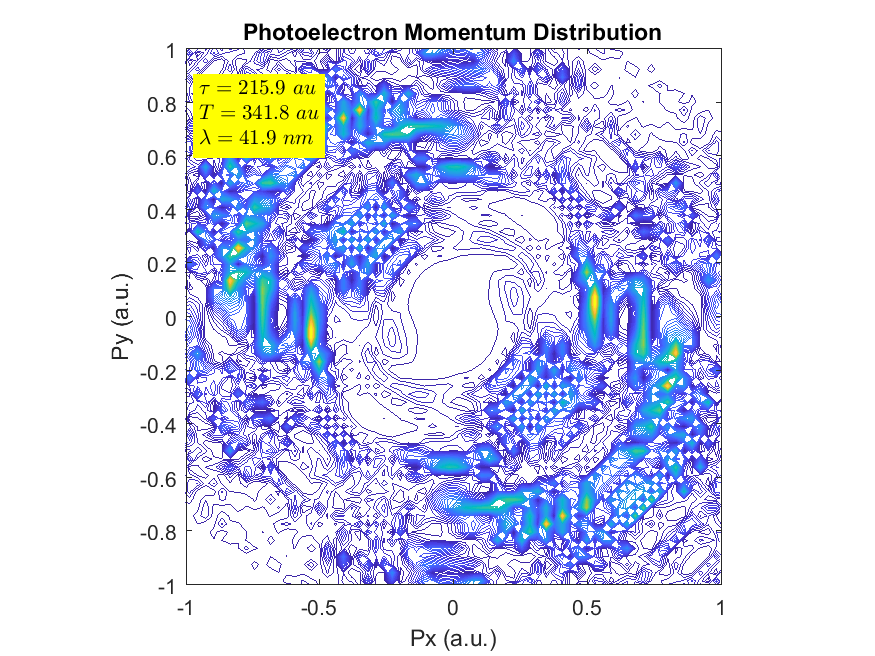 Photoelectron Momentum Distribution
τ = 215.9 au
T = 341.8 au
λ = 41.9 nm
1
0.8
0.6
0.4
0.2
0
-0.2
-0.4
-0.6
-0.8
-1
Py (a.u.)
-1 -0.5 0 0.5 1
Px (a.u.)